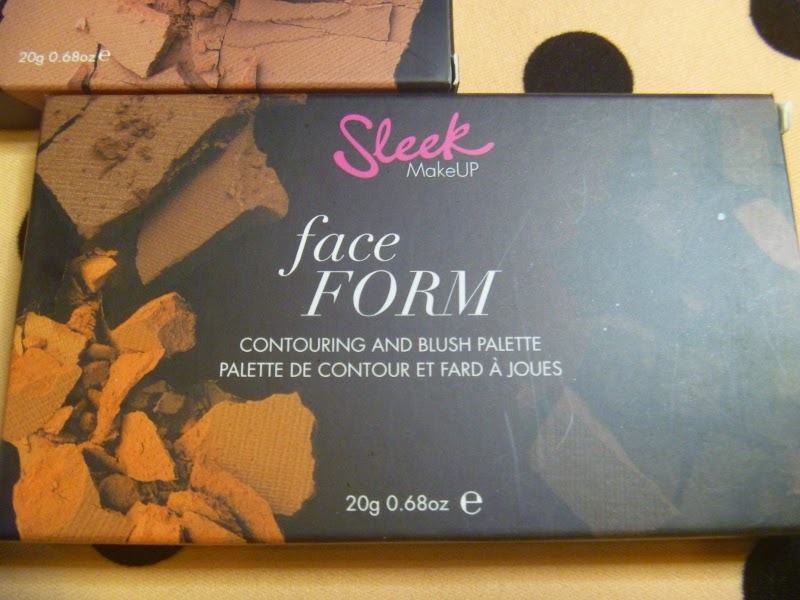 20g 0.68oz e
Sleek
MakeUP
face
FORM
CONTOURING AND BLUSH PALETTE
PALETTE DE CONTOUR ET FARD À JOUES
20g 0.68oz e